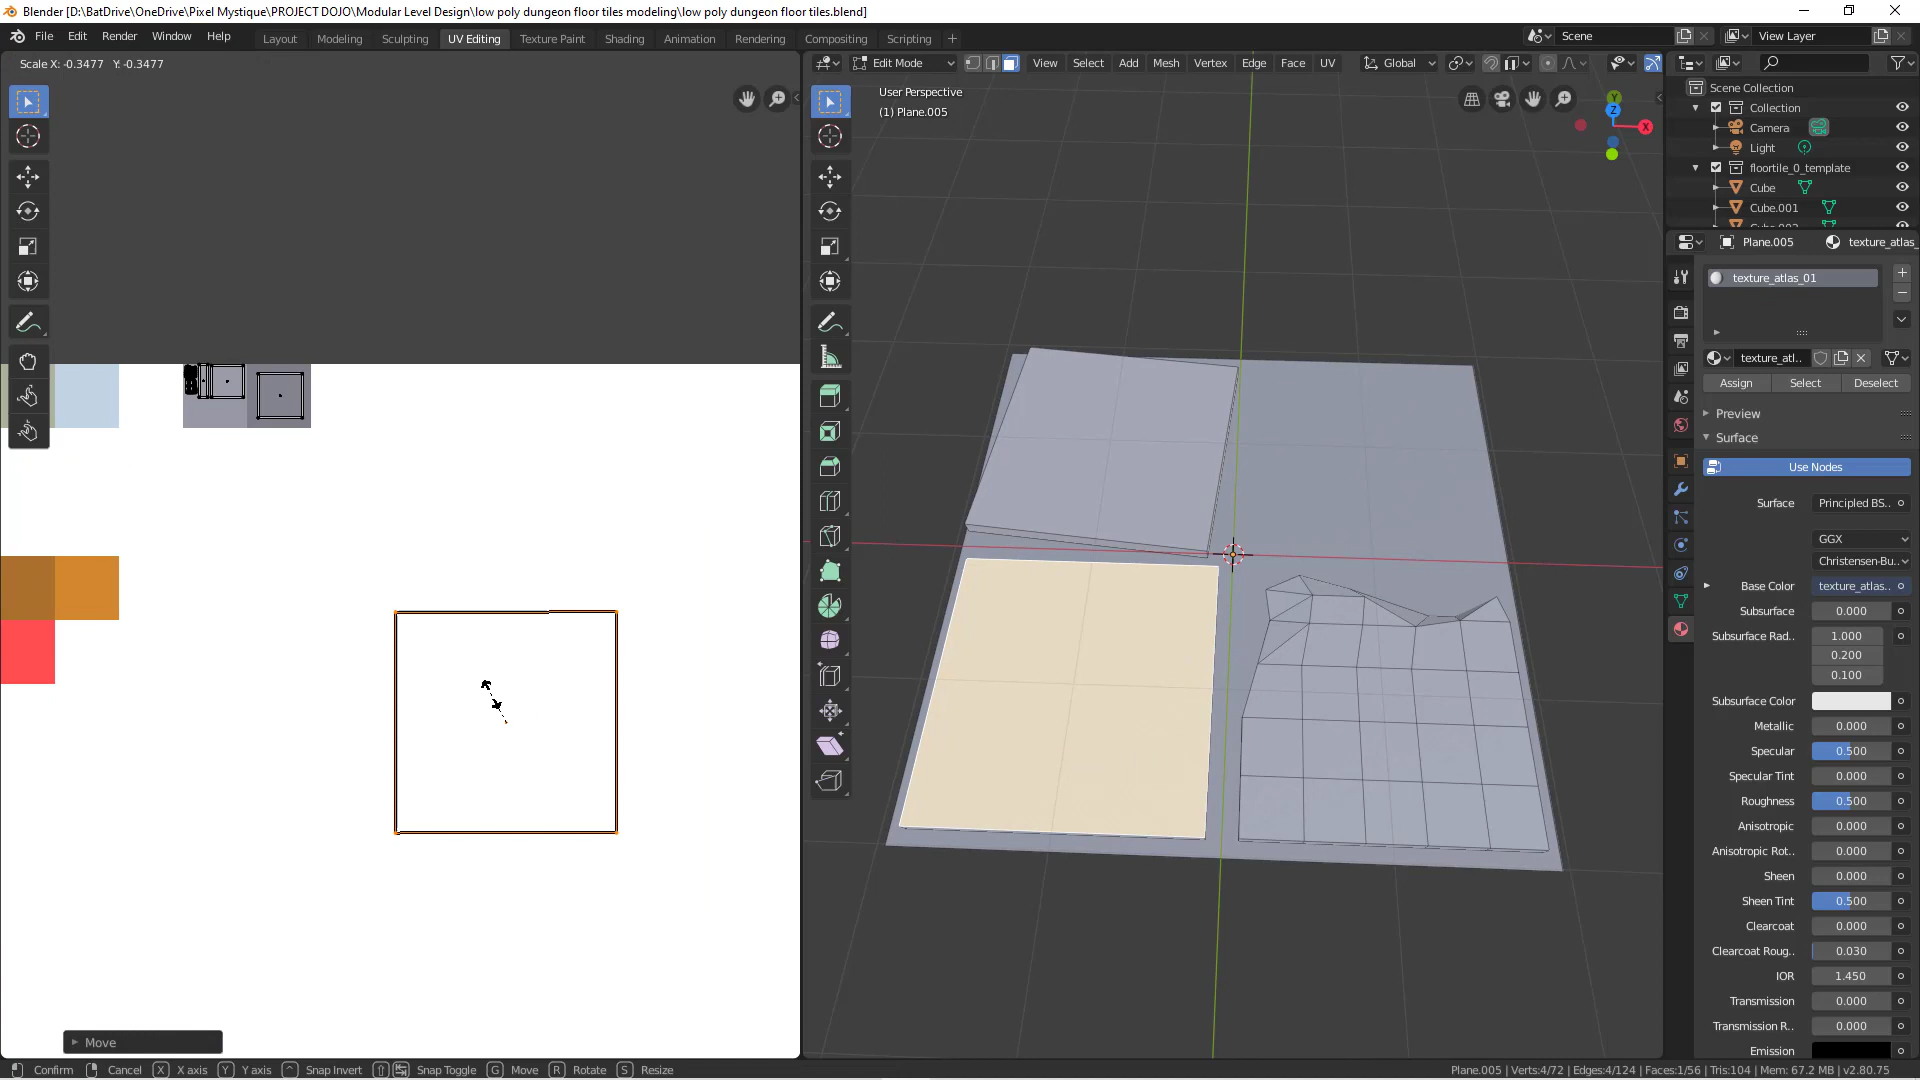 Blender [D:\BatDrive\OneDrive\Pixel Mystique\PROJECT DOJO\Modular Level Design\low poly dungeon floor tiles modeling\low poly dungeon floor tiles.blend]
File Edit Render Window Help Layout Modeling Sculpting UV Editing Texture Paint Shading Animation Rendering Compositing Scripting + Scene View Layer
Scale X: -0.3477 Y: -0.3477
Edit Mode View Select Add Mesh Vertex Edge Face UV Global
User Perspective
(1) Plane.005
Y
Z
X
Scene Collection
Collection
Camera
Light
floortile_0_template
Cube
Cube.001
Plane.005 texture_atlas_
texture_atlas_01
texture_atl..
Assign Select Deselect
Preview
Surface
Use Nodes
Surface Principled BS..
GGX
Christensen-Bu..
Base Color texture_atlas..
Subsurface 0.000
Subsurface Rad.. 1.000
0.200
0.100
Subsurface Color
Metallic 0.000
Specular 0.500
Specular Tint 0.000
Roughness 0.500
Anisotropic 0.000
Anisotropic Rot.. 0.000
Sheen 0.000
Sheen Tint 0.500
Clearcoat 0.000
Clearcoat Roug.. 0.030
IOR 1.450
Transmission 0.000
Transmission R.. 0.000
Emission
Move
Confirm Cancel X X axis Y Y axis ^ Snap Invert Snap Toggle G Move R Rotate S Resize Plane.005 | Verts:4/72 | Edges:4/124 | Faces:1/56 | Tris:104 | Mem: 67.2 MB | v2.80.75